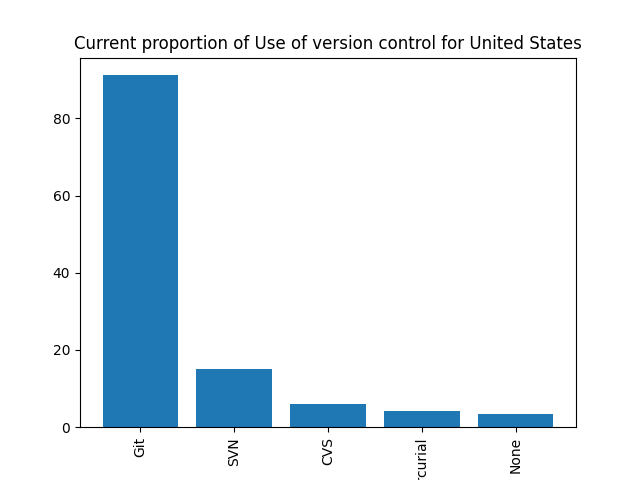 Current proportion of Use of version control for United States
80
60
40
20
0
Git
SVN
CVS
rcurial
None